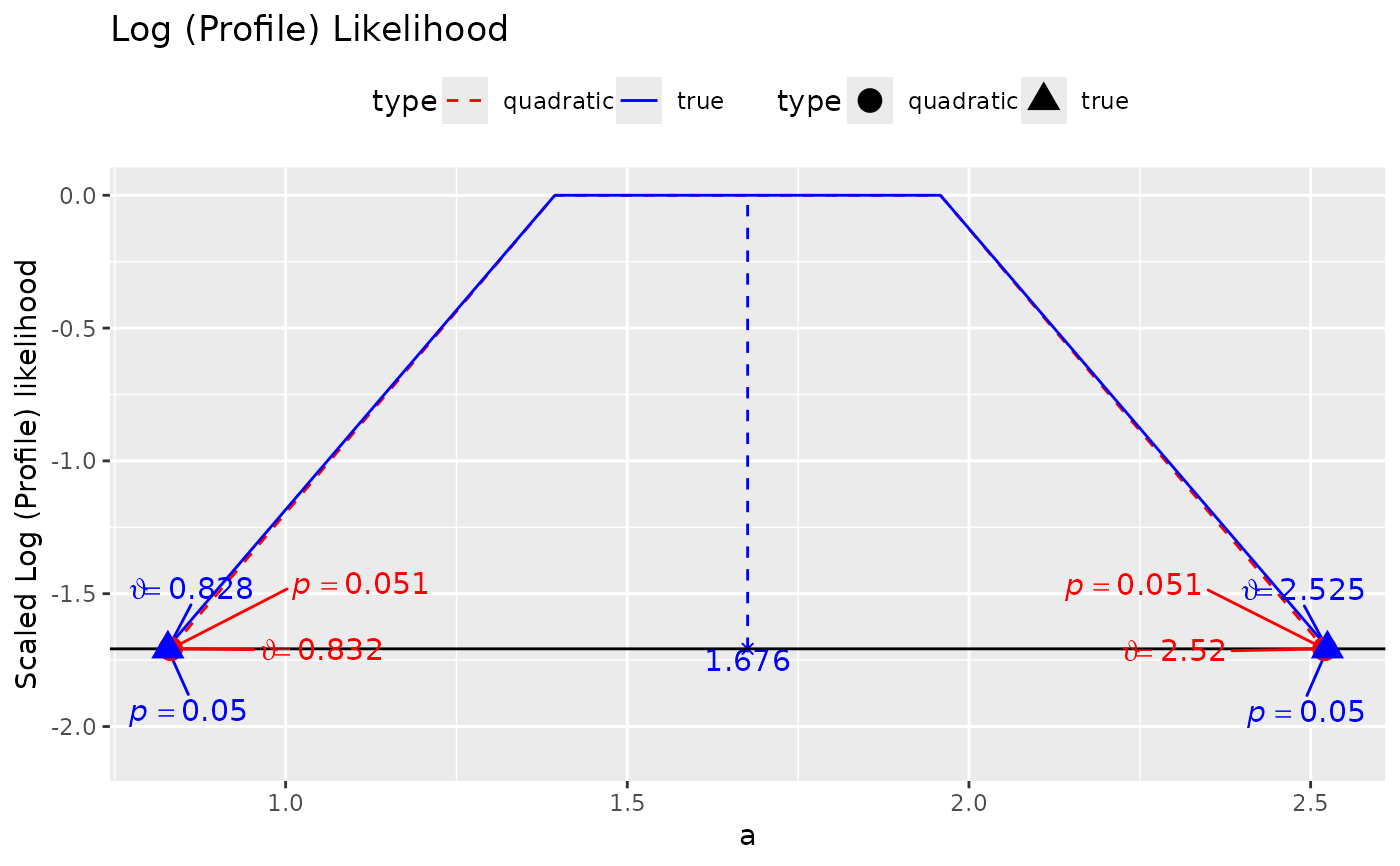 Log (Profile) Likelihood
type quadratic true type quadratic true
Scaled Log (Profile) likelihood
0.0
-0.5
-1.0
-1.5
-2.0
ϑ = 0.828
p = 0.051
p = 0.051
ϑ = 2.525
ϑ = 0.832
1.676
ϑ = 2.52
p = 0.05
p = 0.05
1.0 1.5 2.0 2.5
a